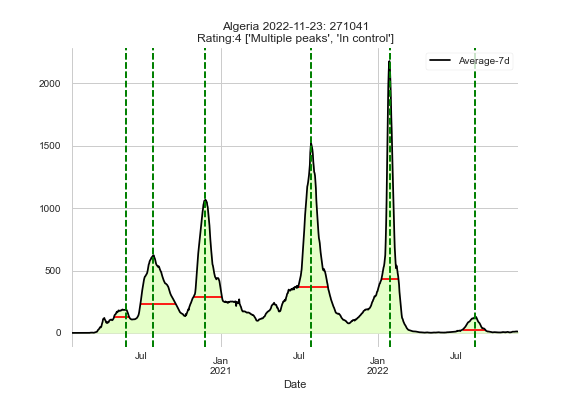 Algeria 2022-11-23: 271041
Rating:4 ['Multiple peaks', 'In control']
Average-7d
2000
1500
1000
500
0
Jul
Jan
2021
Jul
Jan
2022
Jul
Date